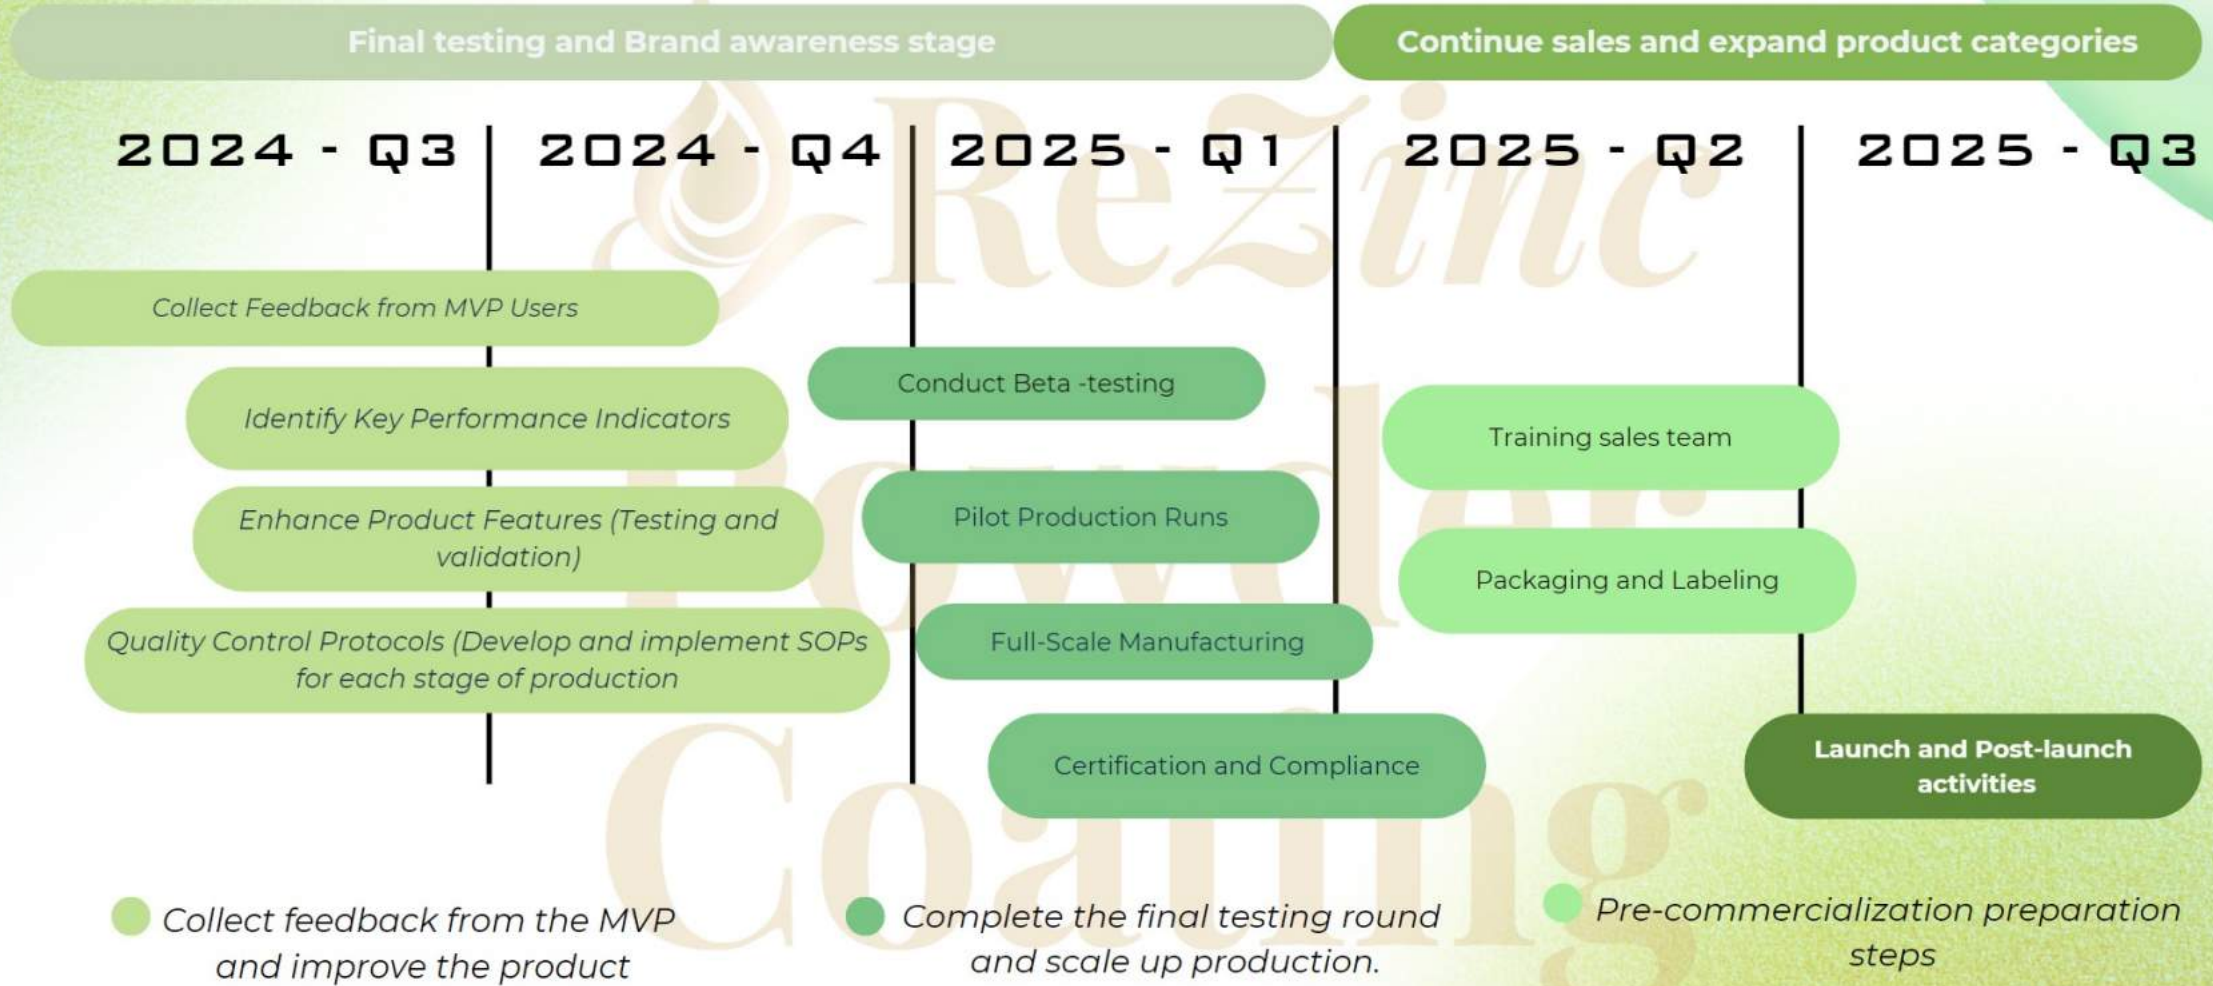 Final testing and Brand awareness stage
Continue sales and expand product categories
2024 - Q3
2024 - Q4
2025 - Q1
2025 - Q2
2025 - Q3
ReZinc
Powder
Coating
Collect Feedback from MVP Users
Identify Key Performance Indicators
Enhance Product Features (Testing and
validation)
Quality Control Protocols (Develop and implement SOPs
for each stage of production
Conduct Beta -testing
Pilot Production Runs
Full-Scale Manufacturing
Certification and Compliance
Training sales team
Packaging and Labeling
Launch and Post-launch
activities
Collect feedback from the MVP
and improve the product
Complete the final testing round
and scale up production.
Pre-commercialization preparation
steps